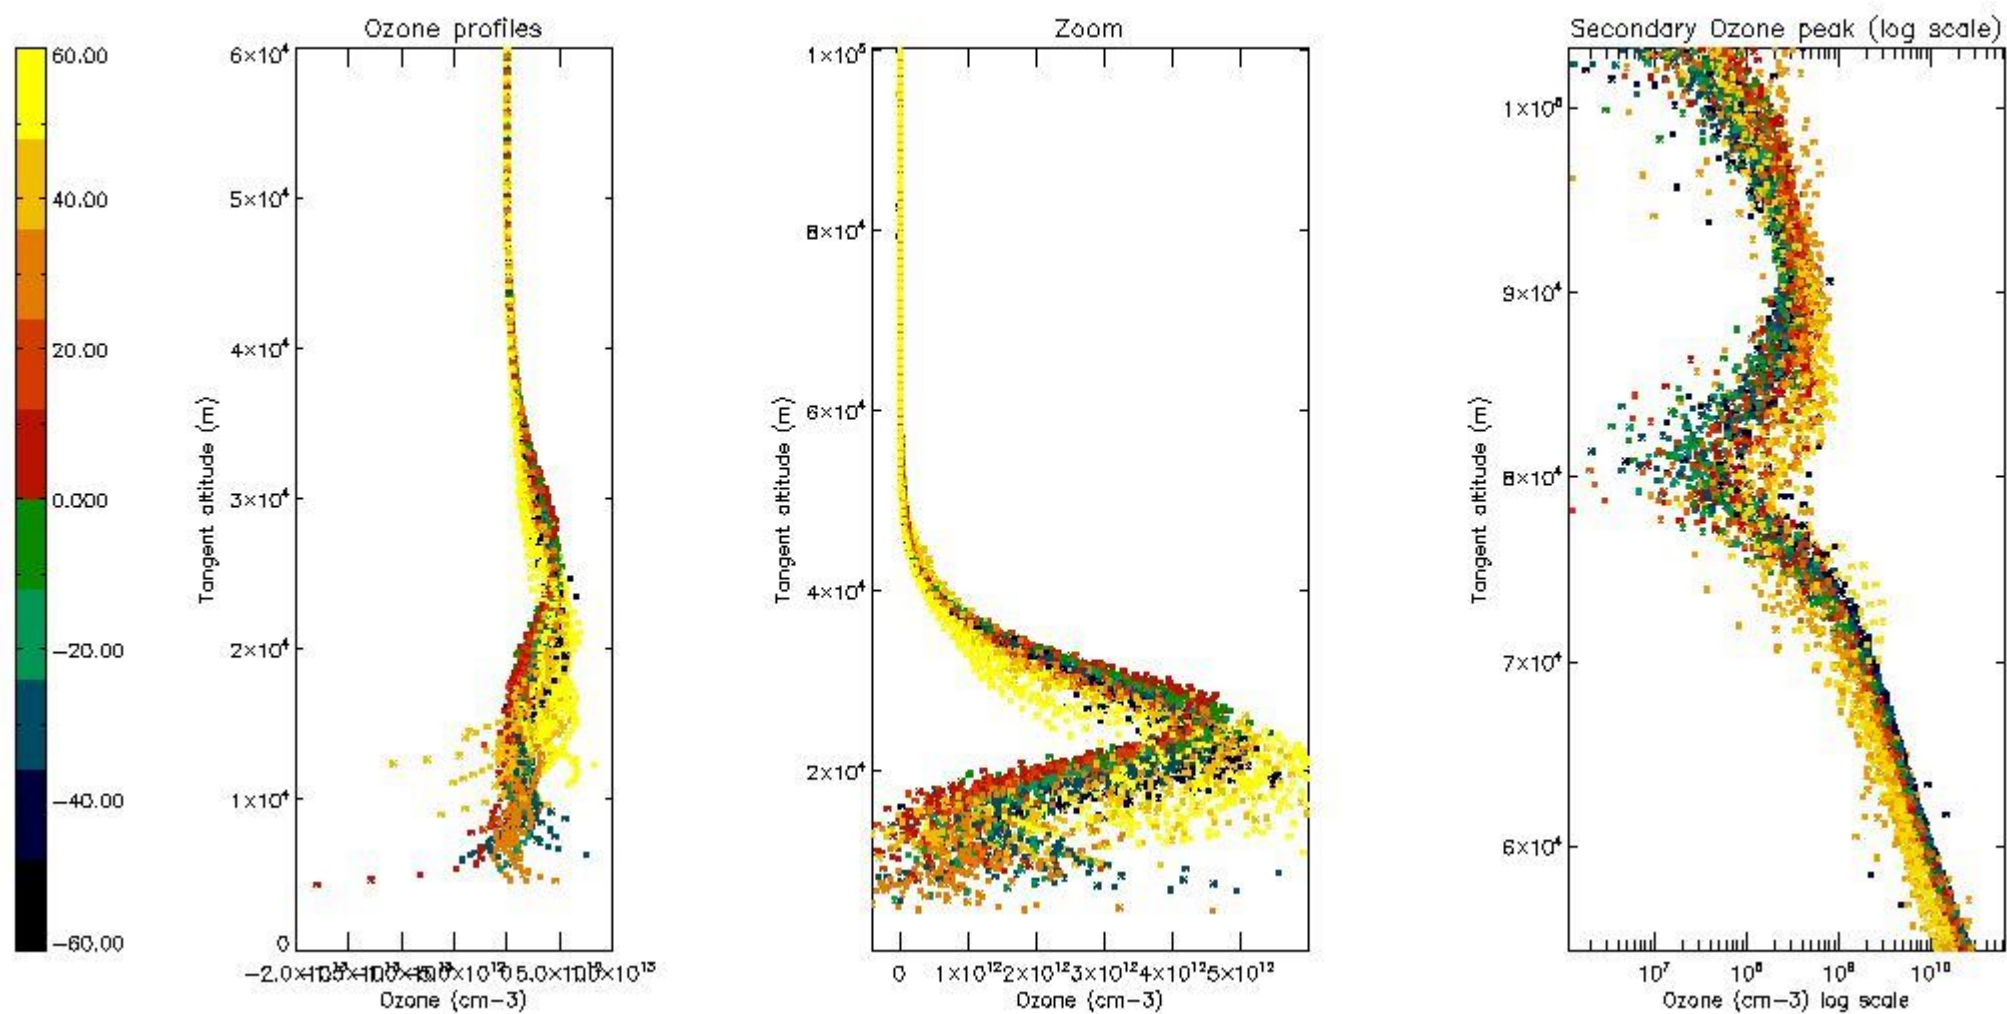 Ozone profiles
Zoom
Secondary Ozone peak (log scale)
60.00
40.00
20.00
0.000
-20.00
-40.00
-60.00
6×10⁴
5×10⁴
4×10⁴
3×10⁴
2×10⁴
1×10⁴
0
Tangent altitude (m)
0
Ozone (cm-3)
1×10⁵
8×10⁴
6×10⁴
4×10⁴
2×10⁴
Tangent altitude (m)
0 1×10¹² 2×10¹² 3×10¹² 4×10¹² 5×10¹²
Ozone (cm-3)
9×10⁴
8×10⁴
7×10⁴
6×10⁴
Tangent altitude (m)
10⁷ 10⁸ 10⁹ 10¹⁰
Ozone (cm-3) log scale